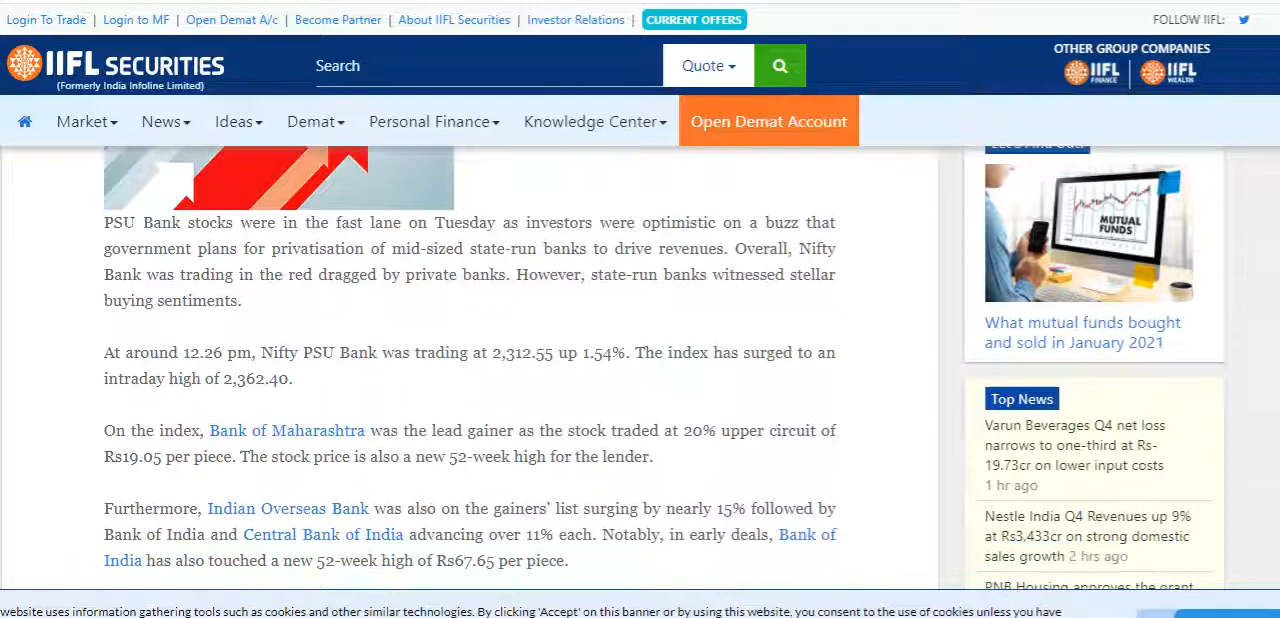 Login To Trade | Login to MF | Open Demat A/c | Become Partner | About IIFL Securities | Investor Relations | CURRENT OFFERS
FOLLOW IIFL:
IIFL SECURITIES
(Formerly India Infoline Limited)
Search
Quote
OTHER GROUP COMPANIES
IIFL FINANCE
IIFL WEALTH
Market
News
Ideas
Demat
Personal Finance
Knowledge Center
Open Demat Account
PSU Bank stocks were in the fast lane on Tuesday as investors were optimistic on a buzz that
government plans for privatisation of mid-sized state-run banks to drive revenues. Overall, Nifty
Bank was trading in the red dragged by private banks. However, state-run banks witnessed stellar
buying sentiments.
At around 12.26 pm, Nifty PSU Bank was trading at 2,312.55 up 1.54%. The index has surged to an
intraday high of 2,362.40.
On the index, Bank of Maharashtra was the lead gainer as the stock traded at 20% upper circuit of
Rs19.05 per piece. The stock price is also a new 52-week high for the lender.
Furthermore, Indian Overseas Bank was also on the gainers' list surging by nearly 15% followed by
Bank of India and Central Bank of India advancing over 11% each. Notably, in early deals, Bank of
India has also touched a new 52-week high of Rs67.65 per piece.
Let's Find Out!
MUTUAL
FUNDS
What mutual funds bought
and sold in January 2021
Top News
Varun Beverages Q4 net loss
narrows to one-third at Rs-
19.73cr on lower input costs
1 hr ago
Nestle India Q4 Revenues up 9%
at Rs3,433cr on strong domestic
sales growth 2 hrs ago
PNB Housing approves the grant
website uses information gathering tools such as cookies and other similar technologies. By clicking 'Accept' on this banner or by using this website, you consent to the use of cookies unless you have